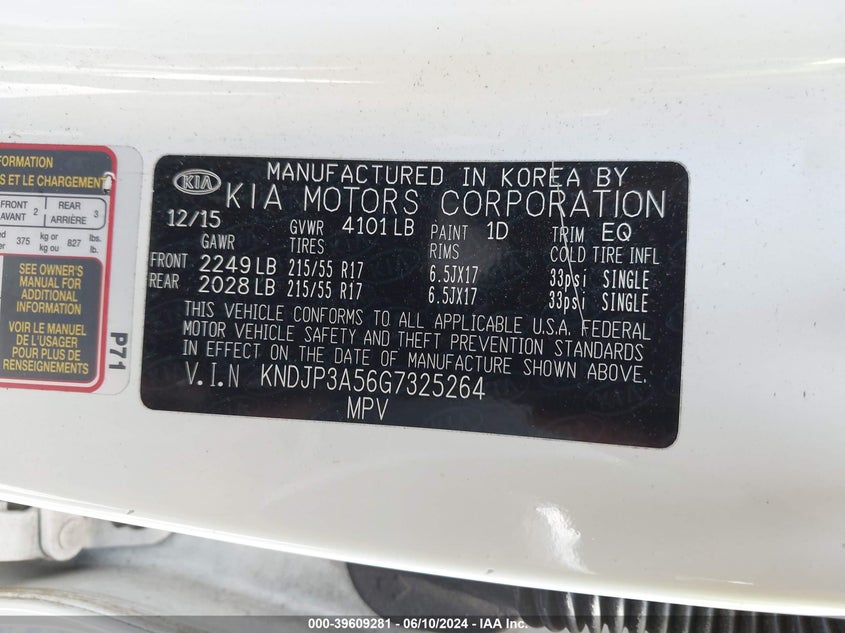 FORMATION
S ET LE CHARGEMENT
FRONT
AVANT 2
REAR
ARRIÈRE 3
375 kg or
kg ou 827 lbs.
lb.
SEE OWNER'S
MANUAL FOR
ADDITIONAL
INFORMATION
VOIR LE MANUEL
DE L'USAGER
POUR PLUS DE
RENSEIGNEMENTS
P71
KIA MANUFACTURED IN KOREA BY
KIA MOTORS CORPORATION
12/15 GVWR 4101 LB PAINT 1D TRIM EQ
GAWR TIRES RIMS COLD TIRE INFL
FRONT 2249 LB 215/55 R17 6.5JX17 33psi SINGLE
REAR 2028 LB 215/55 R17 6.5JX17 33psi SINGLE
THIS VEHICLE CONFORMS TO ALL APPLICABLE U.S.A. FEDERAL
MOTOR VEHICLE SAFETY AND THEFT PREVENTION STANDARDS
IN EFFECT ON THE DATE OF MANUFACTURE SHOWN ABOVE.
V.I.N KNDJP3A56G7325264
MPV
000-39609281 - 06/10/2024 - IAA Inc.